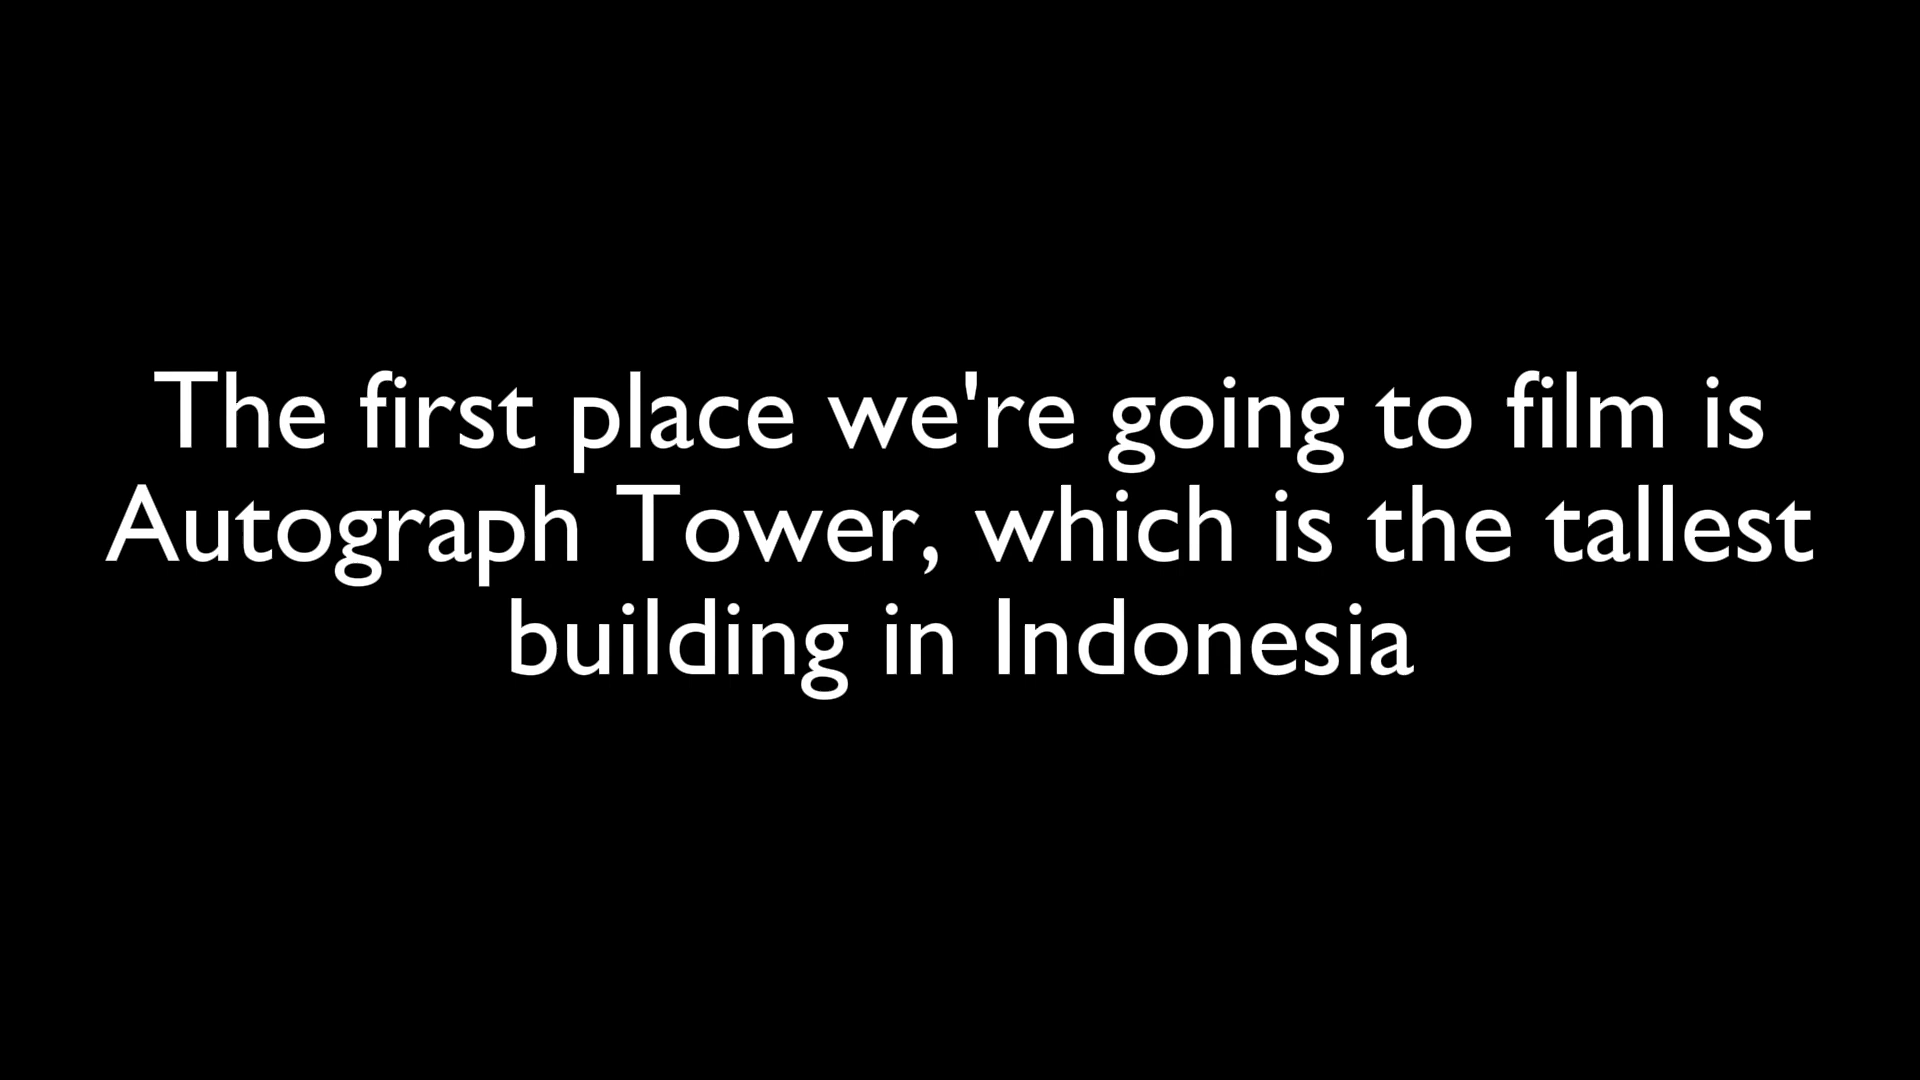 The first place we're going to film is
Autograph Tower, which is the tallest
building in Indonesia